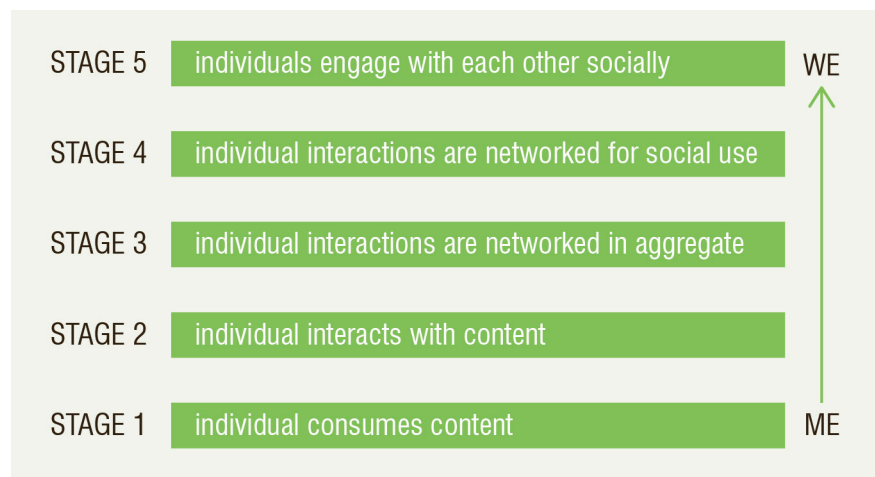 STAGE 5 individuals engage with each other socially WE
STAGE 4 individual interactions are networked for social use
STAGE 3 individual interactions are networked in aggregate
STAGE 2 individual interacts with content
STAGE 1 individual consumes content ME